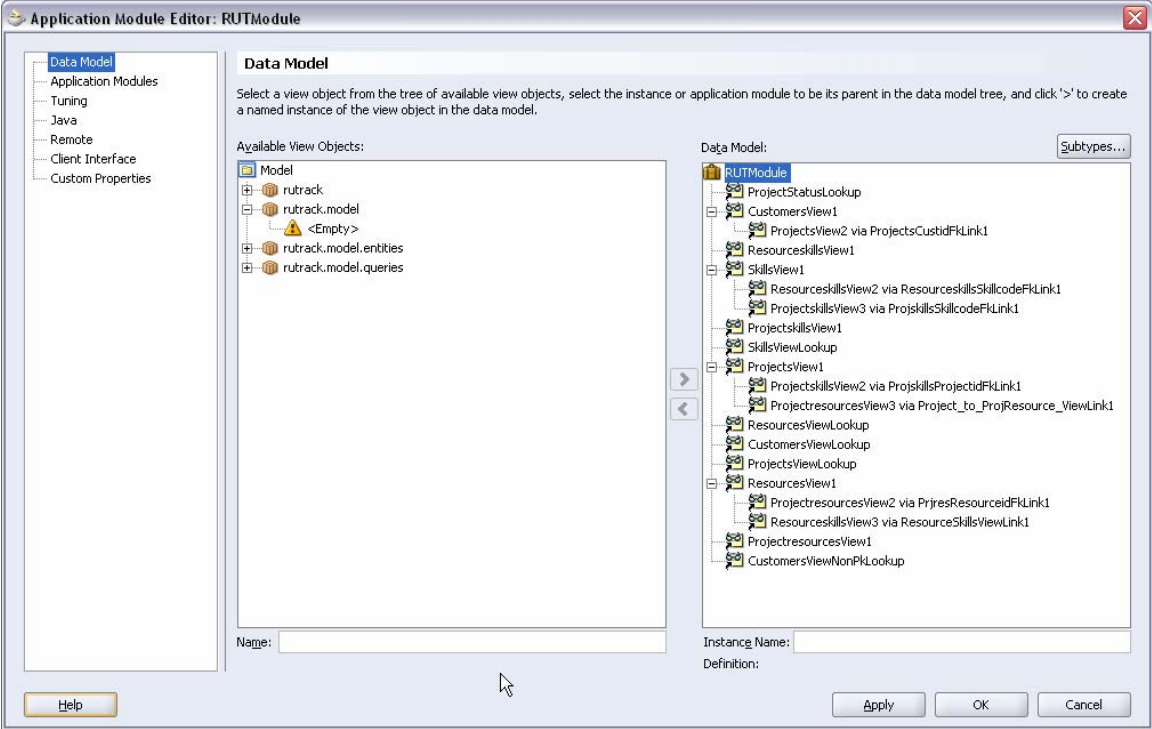 Application Module Editor: RUTModule
Data Model
Application Modules
Tuning
Java
Remote
Client Interface
Custom Properties
Data Model
Select a view object from the tree of available view objects, select the instance or application module to be its parent in the data model tree, and click '>' to create
a named instance of the view object in the data model.
Available View Objects:
Model
rutrack
rutrack.model
<Empty>
rutrack.model.entities
rutrack.model.queries
Name:
Data Model:
Subtypes...
RUTModule
ProjectStatusLookup
CustomersView1
ProjectsView2 via ProjectsCustidFkLink1
ResourceskillsView1
SkillsView1
ResourceskillsView2 via ResourceskillsSkillcodeFkLink1
ProjectskillsView3 via ProjskillsSkillcodeFkLink1
ProjectskillsView1
SkillsViewLookup
ProjectsView1
ProjectskillsView2 via ProjskillsProjectidFkLink1
ProjectresourcesView3 via Project_to_ProjResource_ViewLink1
ResourcesViewLookup
CustomersViewLookup
ProjectsViewLookup
ResourcesView1
ProjectresourcesView2 via PrjresResourceidFkLink1
ResourceskillsView3 via ResourceSkillsViewLink1
ProjectresourcesView1
CustomersViewNonPkLookup
>
<
Instance Name:
Definition:
Help
Apply
OK
Cancel